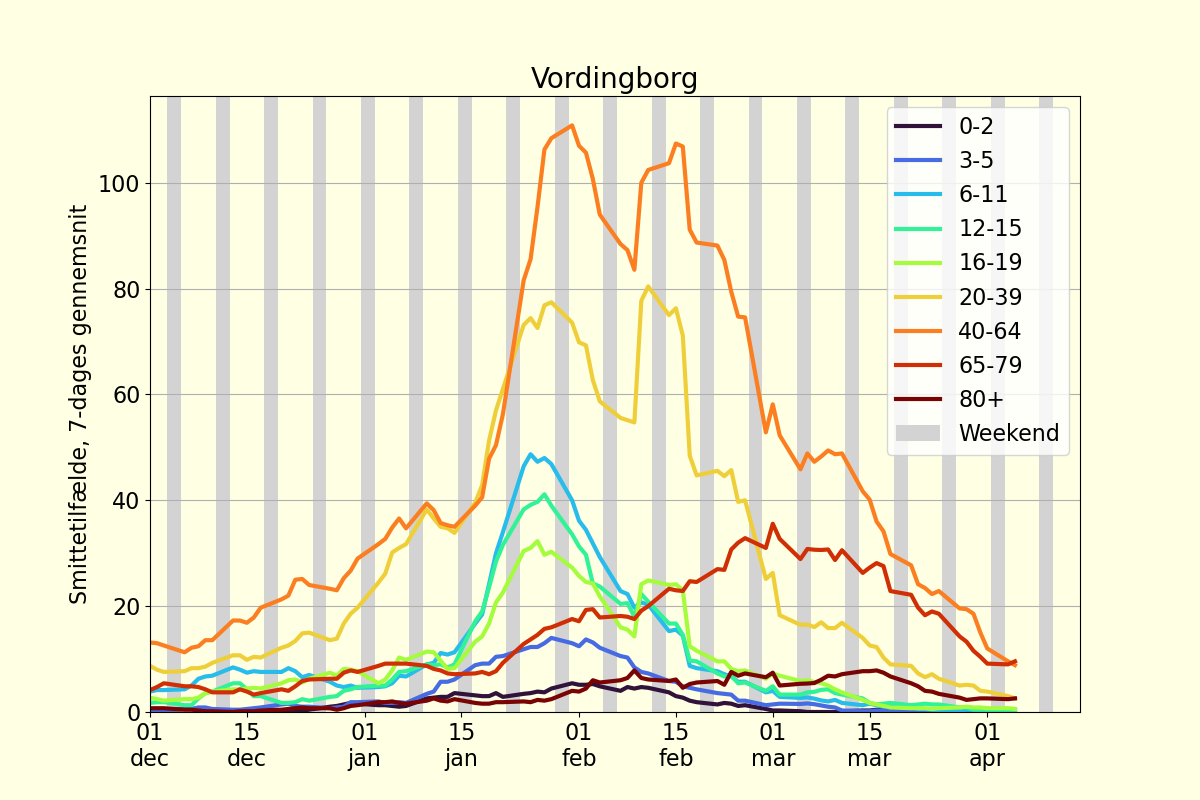 Vordingborg
Smittetilfælde, 7-dages gennemsnit
100
80
60
40
20
0
01 dec
15 dec
01 jan
15 jan
01 feb
15 feb
01 mar
15 mar
01 apr
0-2
3-5
6-11
12-15
16-19
20-39
40-64
65-79
80+
Weekend